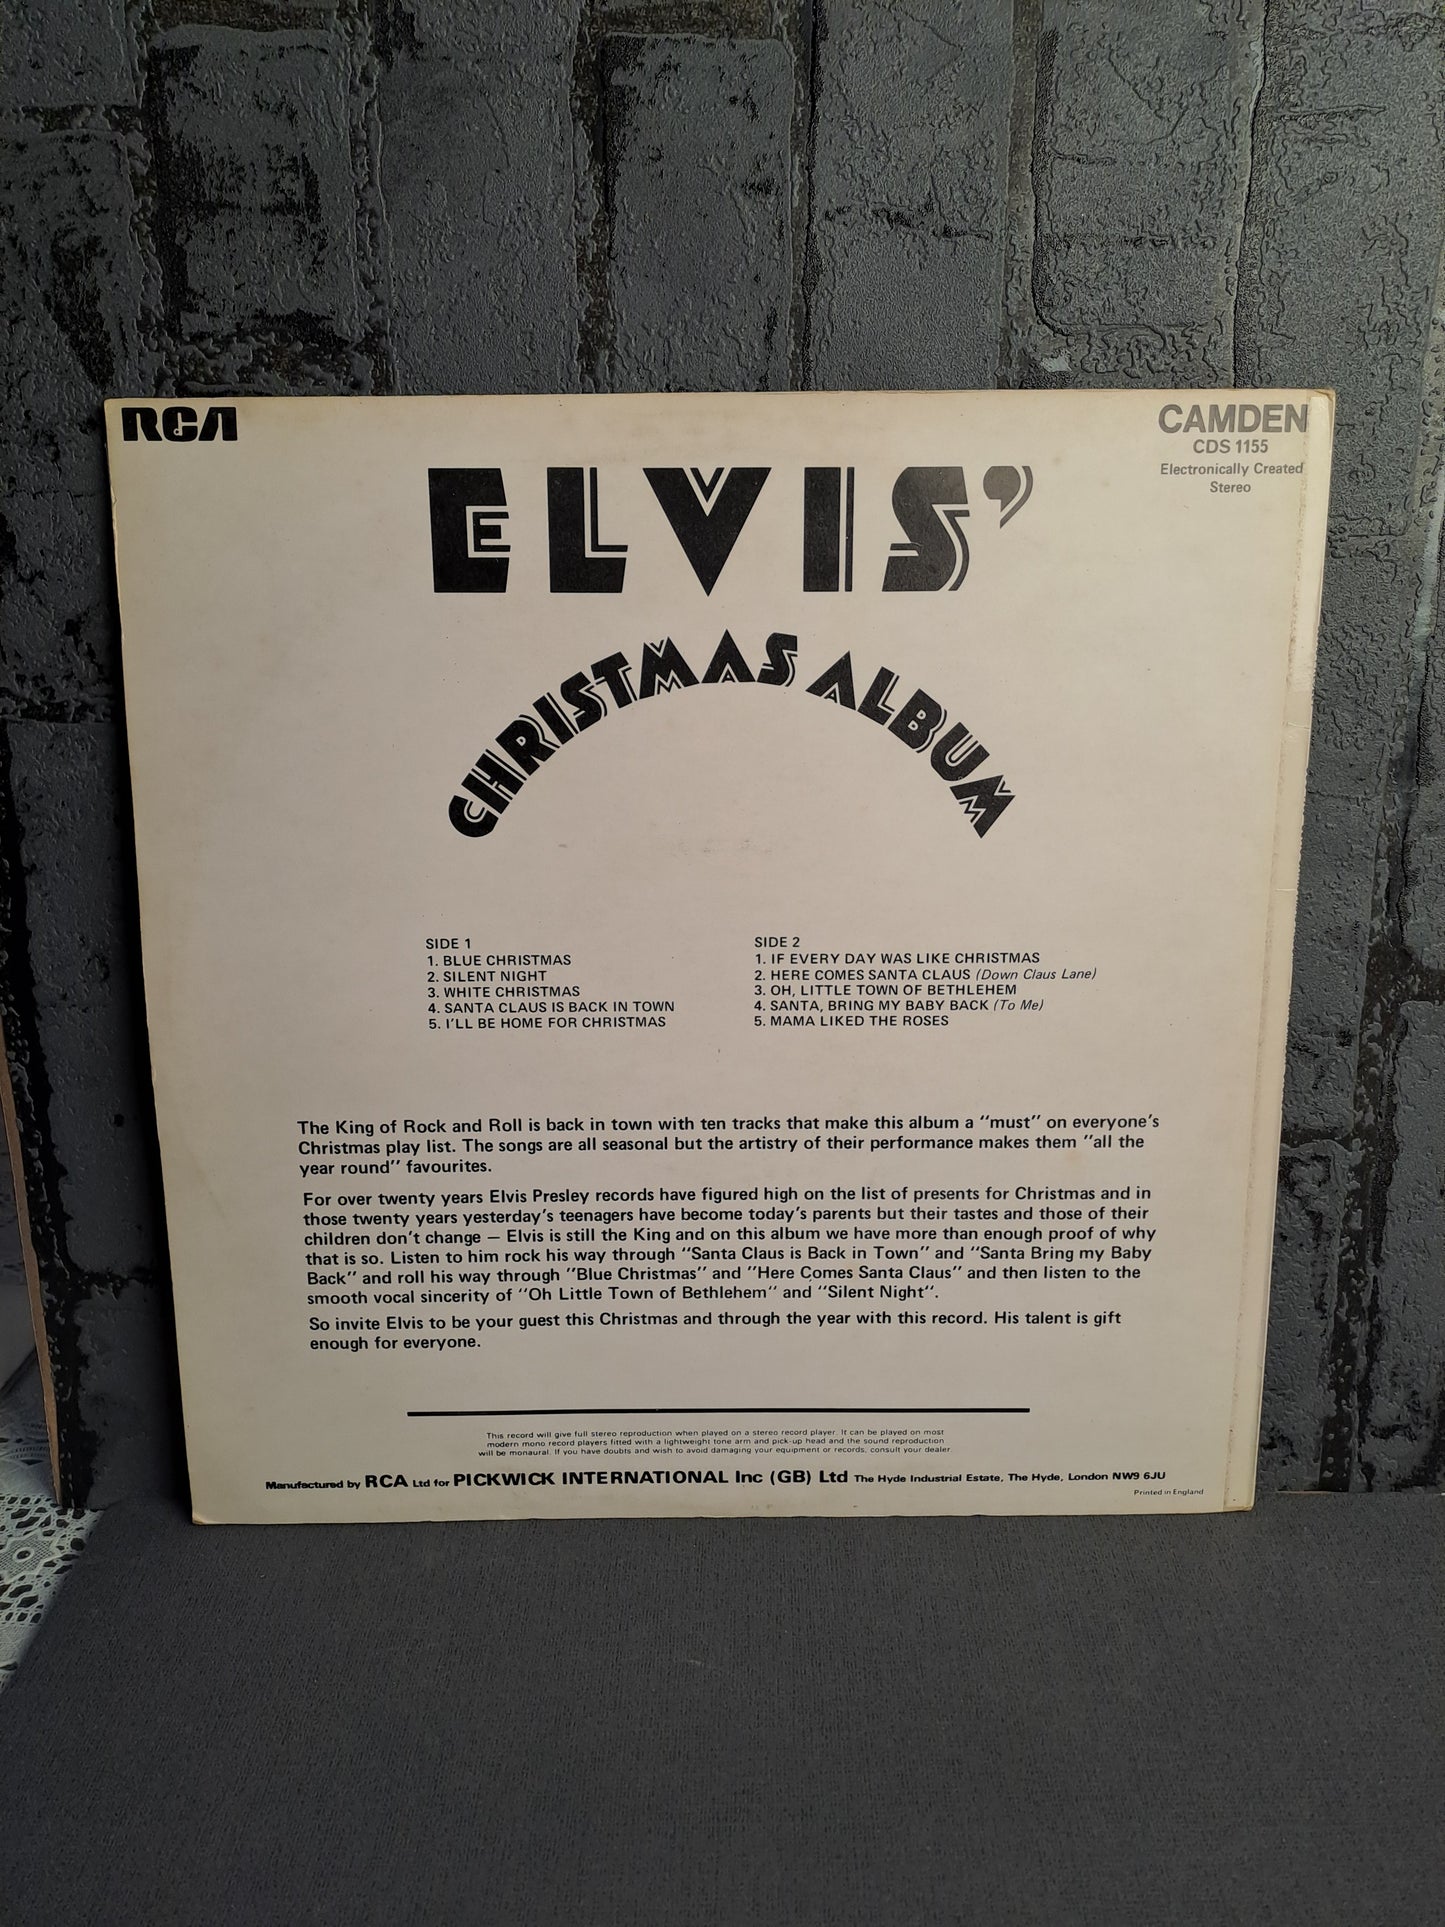 RCA
CAMDEN
CDS 1155
Electronically Created
Stereo
ELVIS’
CHRISTMAS ALBUM
SIDE 1
1. BLUE CHRISTMAS
2. SILENT NIGHT
3. WHITE CHRISTMAS
4. SANTA CLAUS IS BACK IN TOWN
5. I'LL BE HOME FOR CHRISTMAS
SIDE 2
1. IF EVERY DAY WAS LIKE CHRISTMAS
2. HERE COMES SANTA CLAUS (Down Claus Lane)
3. OH, LITTLE TOWN OF BETHLEHEM
4. SANTA, BRING MY BABY BACK (To Me)
5. MAMA LIKED THE ROSES
The King of Rock and Roll is back in town with ten tracks that make this album a "must" on everyone's
Christmas play list. The songs are all seasonal but the artistry of their performance makes them "all the
year round" favourites.
For over twenty years Elvis Presley records have figured high on the list of presents for Christmas and in
those twenty years yesterday's teenagers have become today's parents but their tastes and those of their
children don't change — Elvis is still the King and on this album we have more than enough proof of why
that is so. Listen to him rock his way through "Santa Claus is Back in Town" and "Santa Bring my Baby
Back" and roll his way through "Blue Christmas" and "Here Comes Santa Claus" and then listen to the
smooth vocal sincerity of "Oh Little Town of Bethlehem" and "Silent Night".
So invite Elvis to be your guest this Christmas and through the year with this record. His talent is gift
enough for everyone.
This record will give full stereo reproduction when played on a stereo record player. It can be played on most
modern mono record players fitted with a lightweight tone arm and pick-up head and the sound reproduction
will be monaural. If you have doubts and wish to avoid damaging your equipment or records, consult your dealer.
Manufactured by RCA Ltd for PICKWICK INTERNATIONAL Inc (GB) Ltd The Hyde Industrial Estate, The Hyde, London NW9 6JU
Printed in England